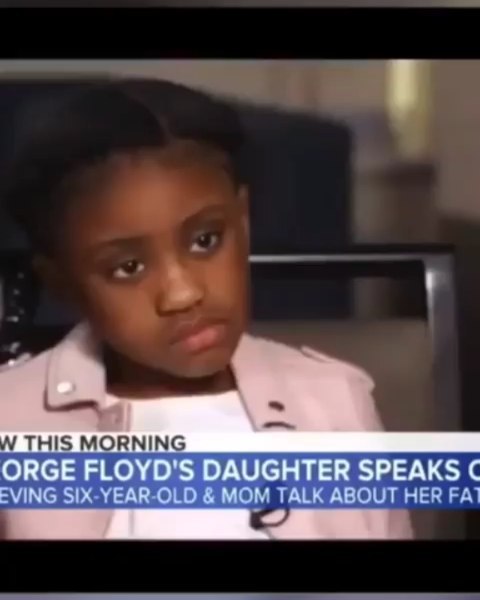 W THIS MORNING
ORGE FLOYD'S DAUGHTER SPEAKS
EVING SIX-YEAR-OLD & MOM TALK ABOUT HER FAT